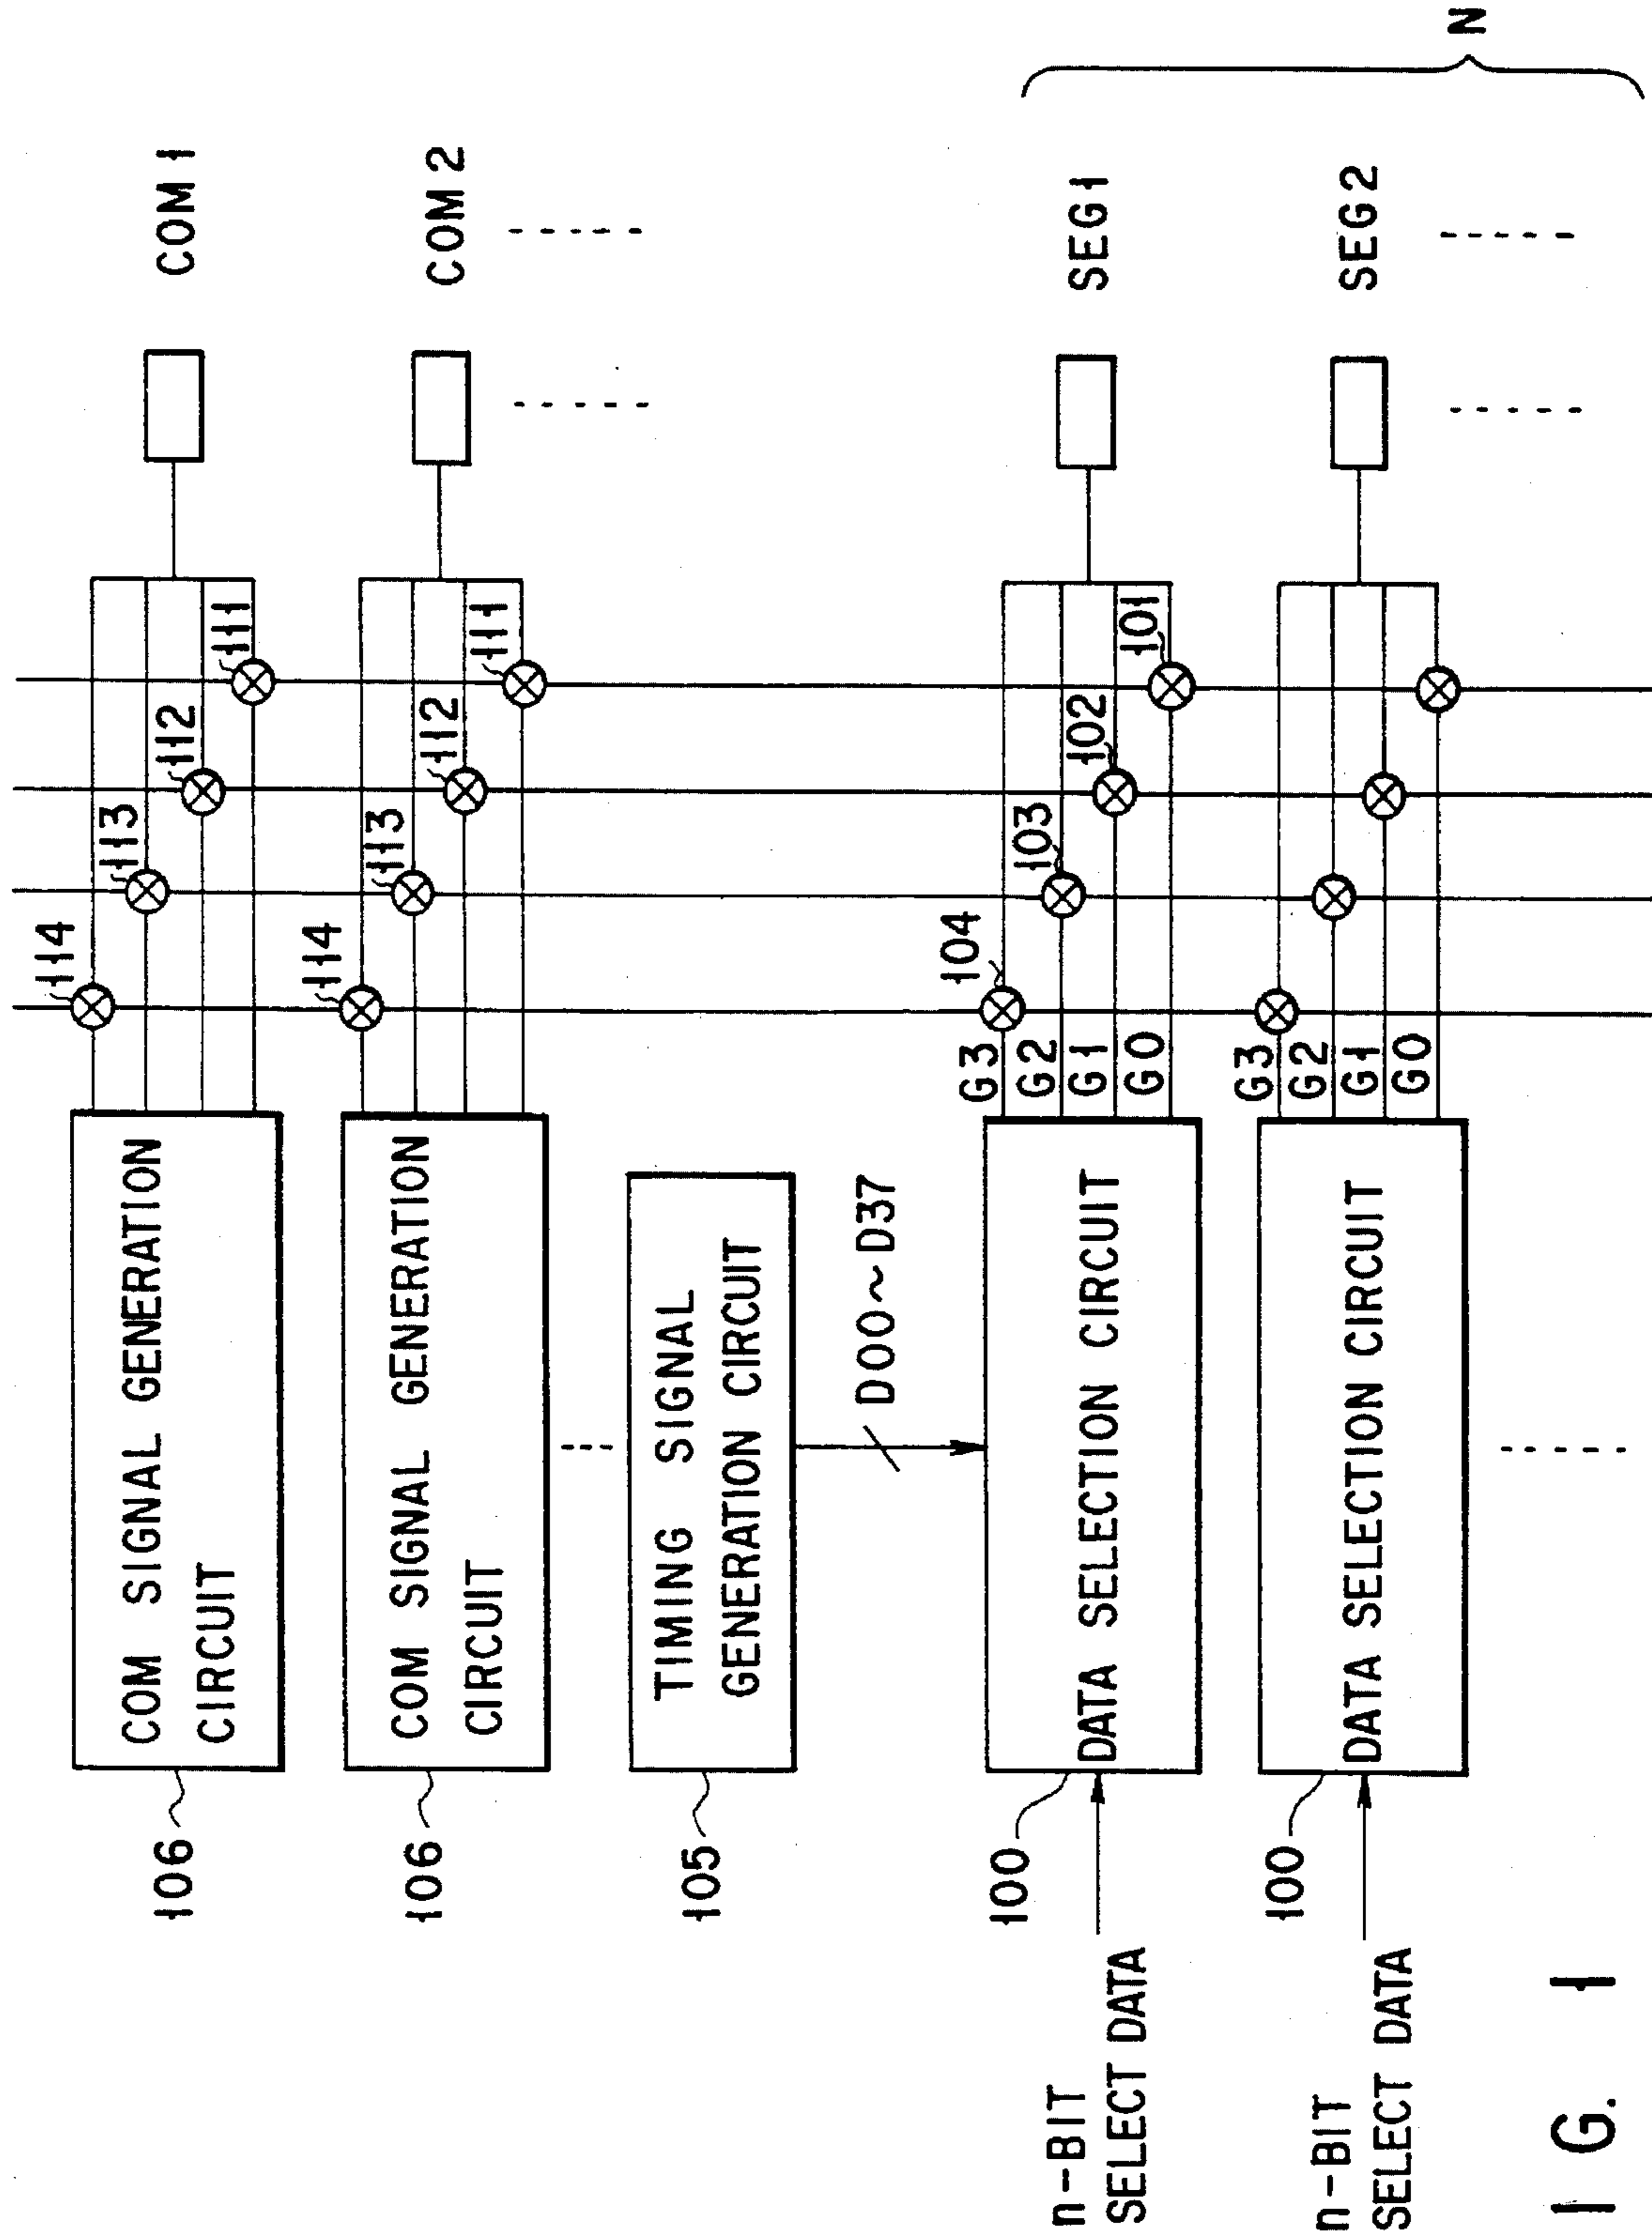 COM 1
114
113
112
111
COM SIGNAL GENERATION
CIRCUIT
106
COM 2
114
113
112
111
COM SIGNAL GENERATION
CIRCUIT
106
TIMING SIGNAL
GENERATION CIRCUIT
105
D00~D37
SEG1
104
103
102
101
G3
G2
G1
G0
DATA SELECTION CIRCUIT
100
n-BIT
SELECT DATA
SEG2
G3
G2
G1
G0
DATA SELECTION CIRCUIT
100
n-BIT
SELECT DATA
N
IG. 1